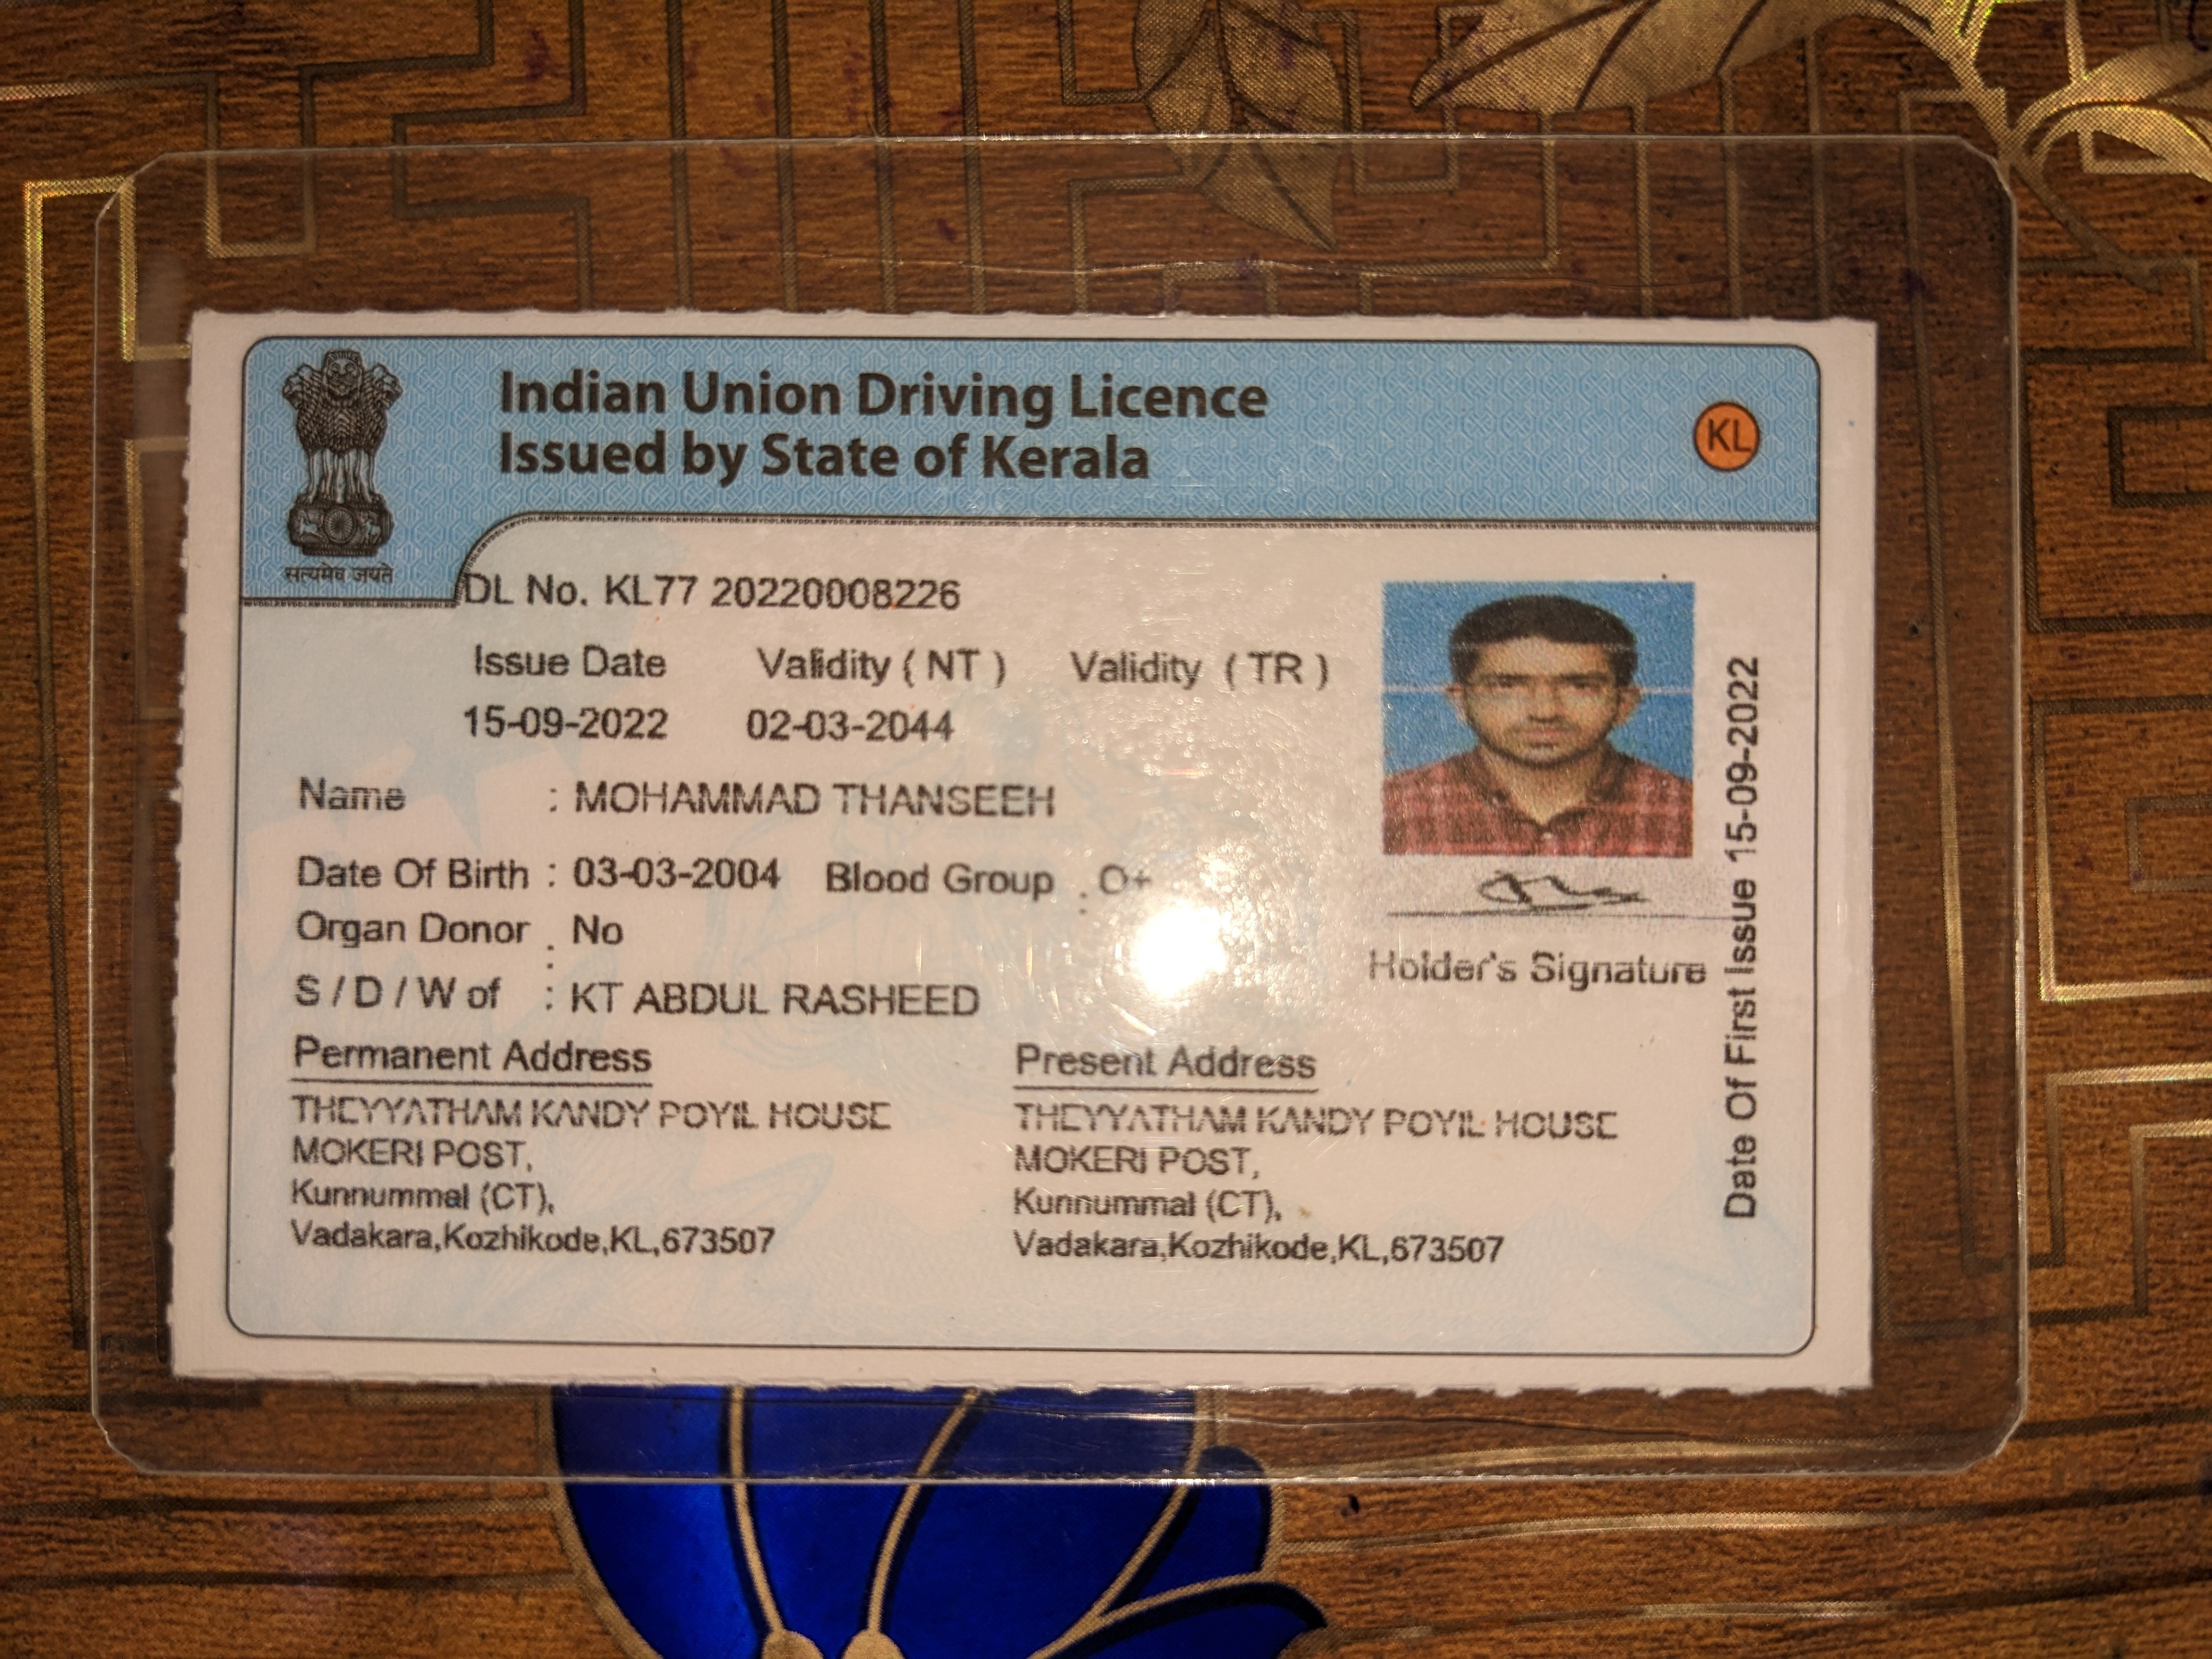 Indian Union Driving Licence
Issued by State of Kerala
KL
सत्यमेव जयते
DL No. KL77 20220008226
Issue Date Validity ( NT ) Validity ( TR )
15-09-2022 02-03-2044
Name : MOHAMMAD THANSEEH
Date Of Birth : 03-03-2004 Blood Group : O+
Organ Donor : No
S / D / W of : KT ABDUL RASHEED
Holder's Signature
Date Of First Issue 15-09-2022
Permanent Address
THEYYATHAM KANDY POYIL HOUSE
MOKERI POST,
Kunnummal (CT),
Vadakara,Kozhikode,KL,673507
Present Address
THEYYATHAM KANDY POYIL HOUSE
MOKERI POST,
Kunnummal (CT),
Vadakara,Kozhikode,KL,673507